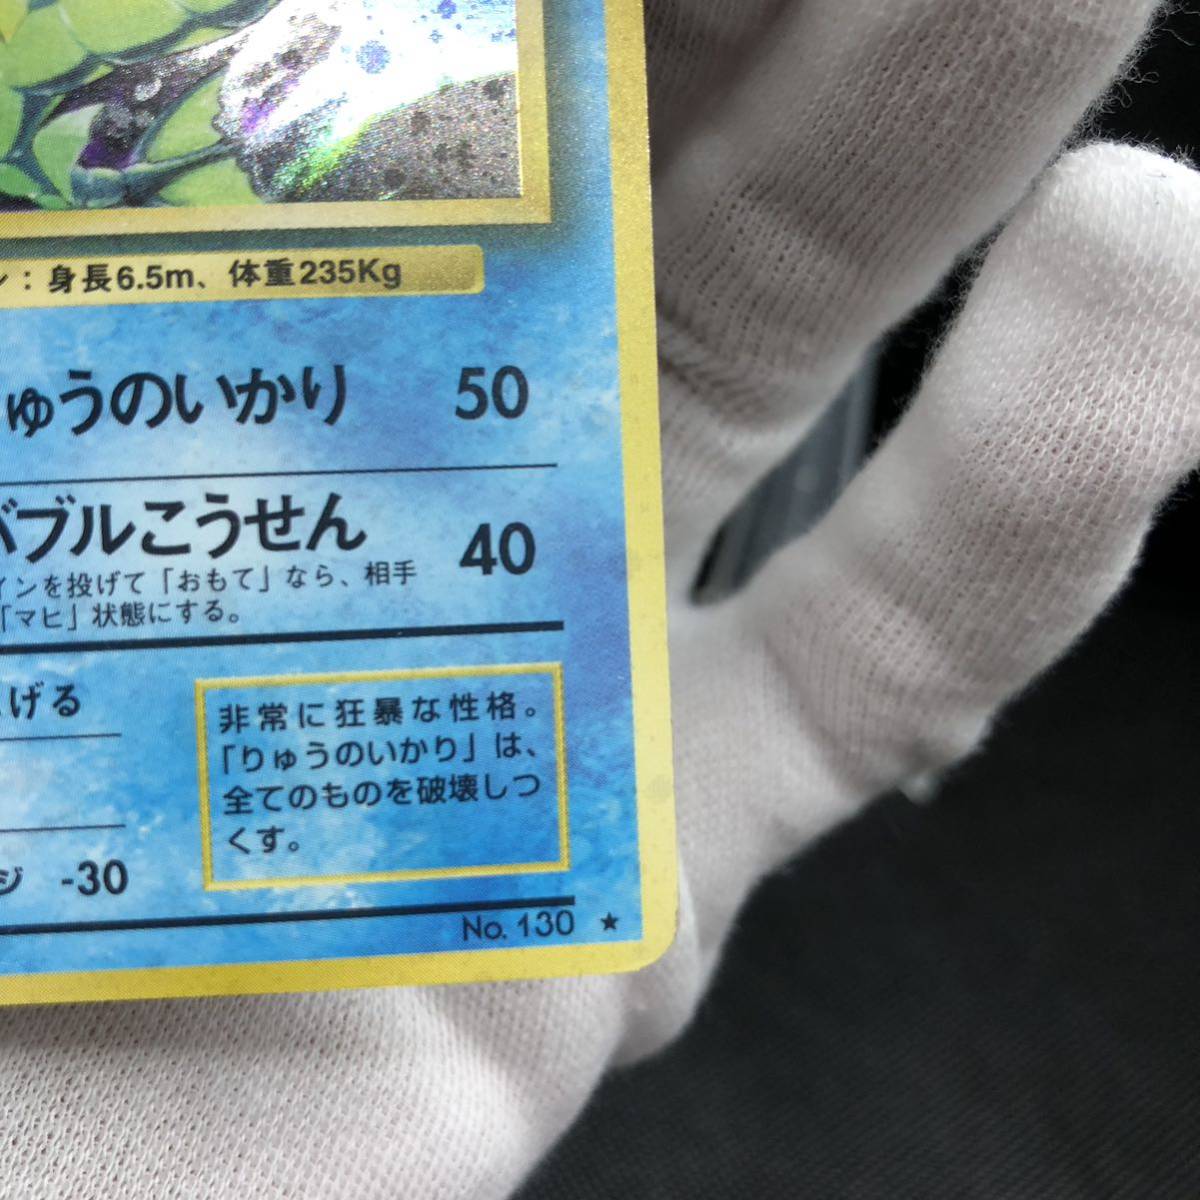 ン：身長6.5m、体重235Kg
りゅうのいかり 50
バブルこうせん 40
インを投げて「おもて」なら、相手
「マヒ」状態にする。
げる
非常に狂暴な性格。
「りゅうのいかり」は、
全てのものを破壊しつ
くす。
ジ -30
No. 130 ★